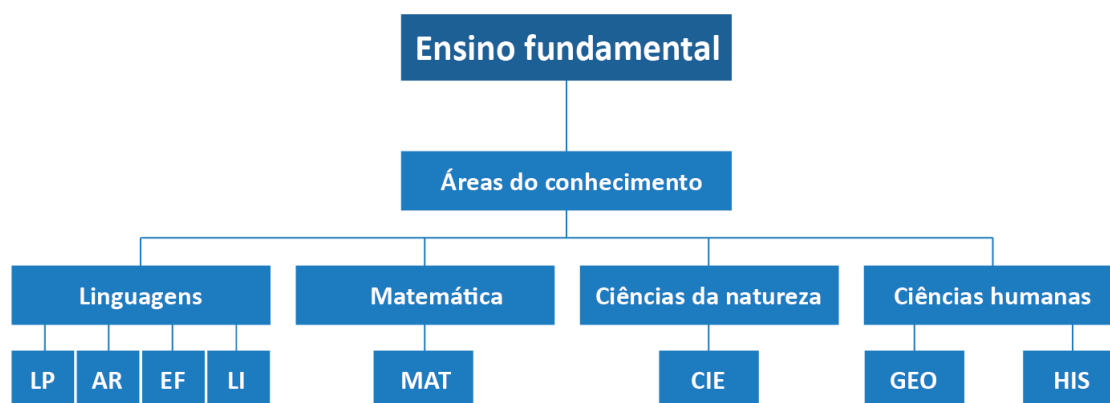 Ensino fundamental
Áreas do conhecimento
Linguagens
Matemática
Ciências da natureza
Ciências humanas
LP
AR
EF
LI
MAT
CIE
GEO
HIS